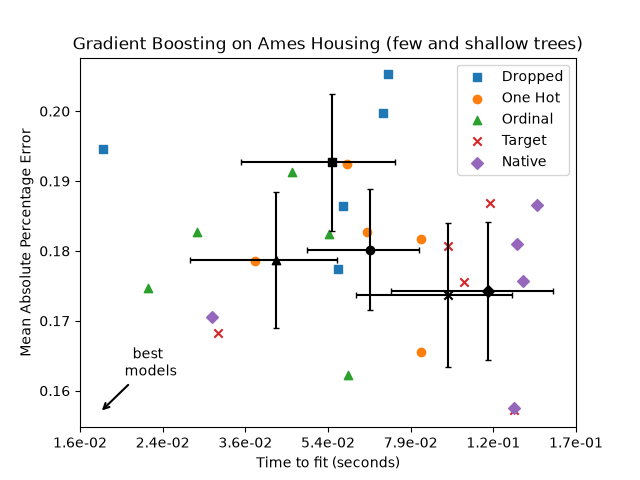 Gradient Boosting on Ames Housing (few and shallow trees)
Mean Absolute Percentage Error
0.20
0.19
0.18
0.17
0.16
Dropped
One Hot
Ordinal
Target
Native
best
models
1.6e-02 2.4e-02 3.6e-02 5.4e-02 7.9e-02 1.2e-01 1.7e-01
Time to fit (seconds)